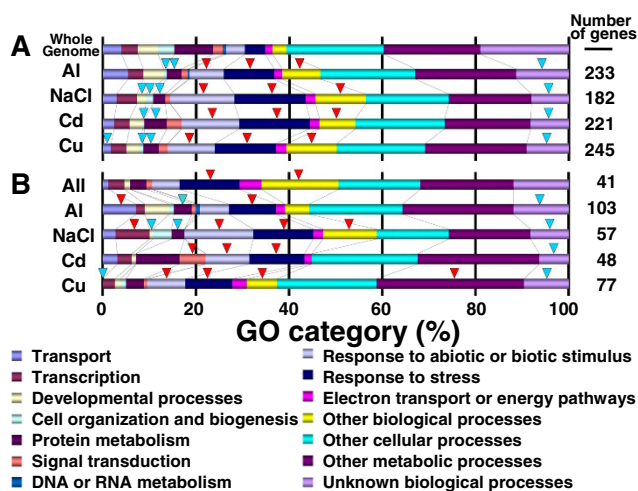 A
Whole
Genome
Number
of genes
Al 233
NaCl 182
Cd 221
Cu 245
B
All 41
Al 103
NaCl 57
Cd 48
Cu 77
0 20 40 60 80 100
GO category (%)
Transport
Transcription
Developmental processes
Cell organization and biogenesis
Protein metabolism
Signal transduction
DNA or RNA metabolism
Response to abiotic or biotic stimulus
Response to stress
Electron transport or energy pathways
Other biological processes
Other cellular processes
Other metabolic processes
Unknown biological processes